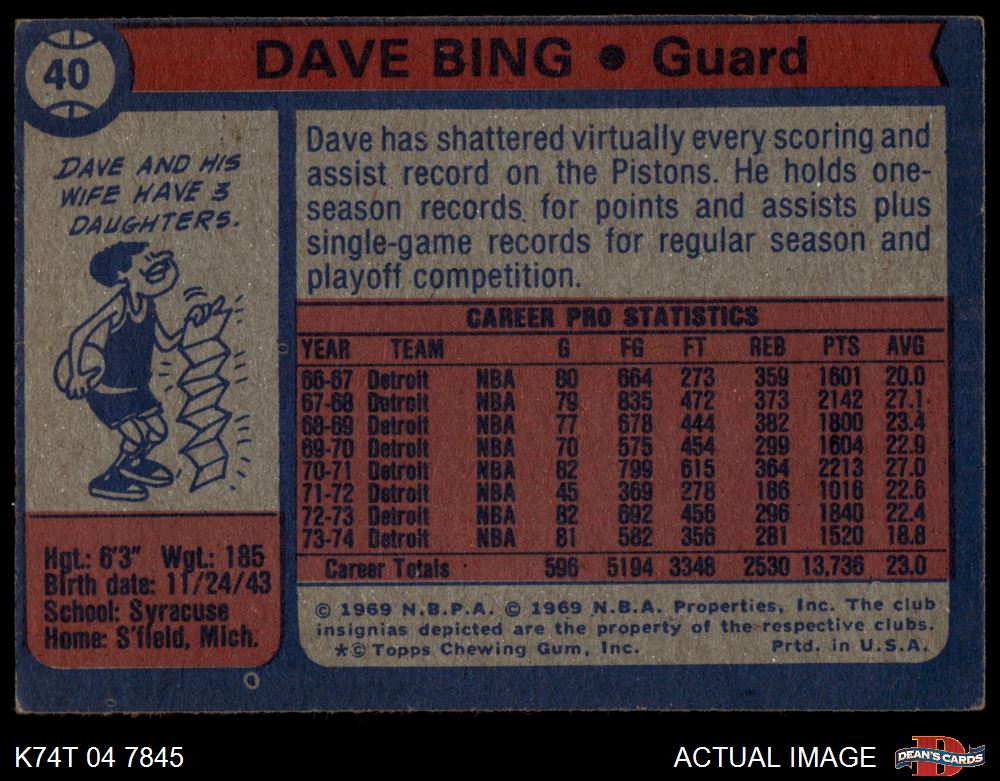 40
DAVE BING • Guard
DAVE AND HIS
WIFE HAVE 3
DAUGHTERS.
Dave has shattered virtually every scoring and
assist record on the Pistons. He holds one-
season records for points and assists plus
single-game records for regular season and
playoff competition.
CAREER PRO STATISTICS
YEAR TEAM G FG FT REB PTS AVG
66-67 Detroit NBA 80 664 273 359 1601 20.0
67-68 Detroit NBA 79 835 472 373 2142 27.1
68-69 Detroit NBA 77 678 444 382 1800 23.4
69-70 Detroit NBA 70 575 454 299 1604 22.9
70-71 Detroit NBA 82 799 615 364 2213 27.0
71-72 Detroit NBA 45 369 278 186 1016 22.6
72-73 Detroit NBA 82 692 456 296 1840 22.4
73-74 Detroit NBA 81 582 356 281 1520 18.8
Career Totals 596 5194 3348 2530 13,736 23.0
Hgt.: 6'3" Wgt.: 185
Birth date: 11/24/43
School: Syracuse
Home: S'field, Mich.
© 1969 N.B.P.A. © 1969 N.B.A. Properties, Inc. The club
insignias depicted are the property of the respective clubs.
*© Topps Chewing Gum, Inc. Prtd. in U.S.A.
K74T 04 7845
ACTUAL IMAGE
D
DEAN'S CARDS